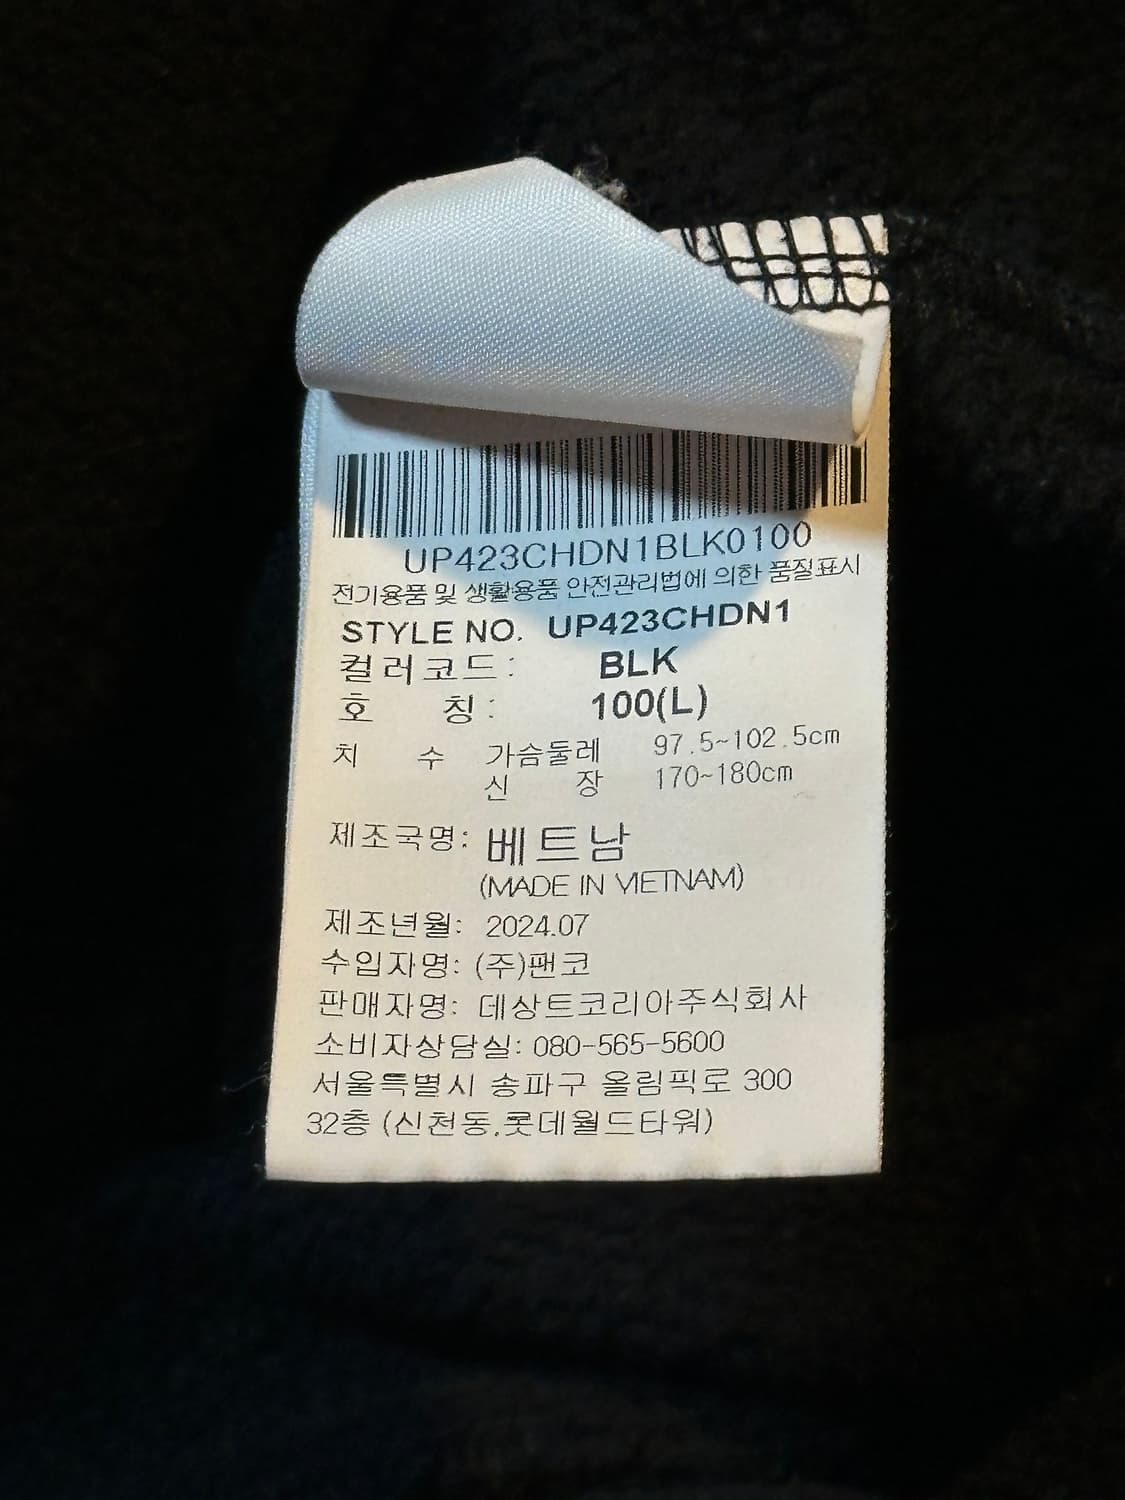 UP423CHDN1BLK0100
전기용품 및 생활용품 안전관리법에 의한 품질표시
STYLE NO. UP423CHDN1
컬러코드: BLK
호 칭: 100(L)
치 수 가슴둘레 97.5~102.5cm
신 장 170~180cm
제조국명: 베트남
(MADE IN VIETNAM)
제조년월: 2024.07
수입자명: (주)팬코
판매자명: 데상트코리아주식회사
소비자상담실: 080-565-5600
서울특별시 송파구 올림픽로 300
32층 (신천동,롯데월드타워)